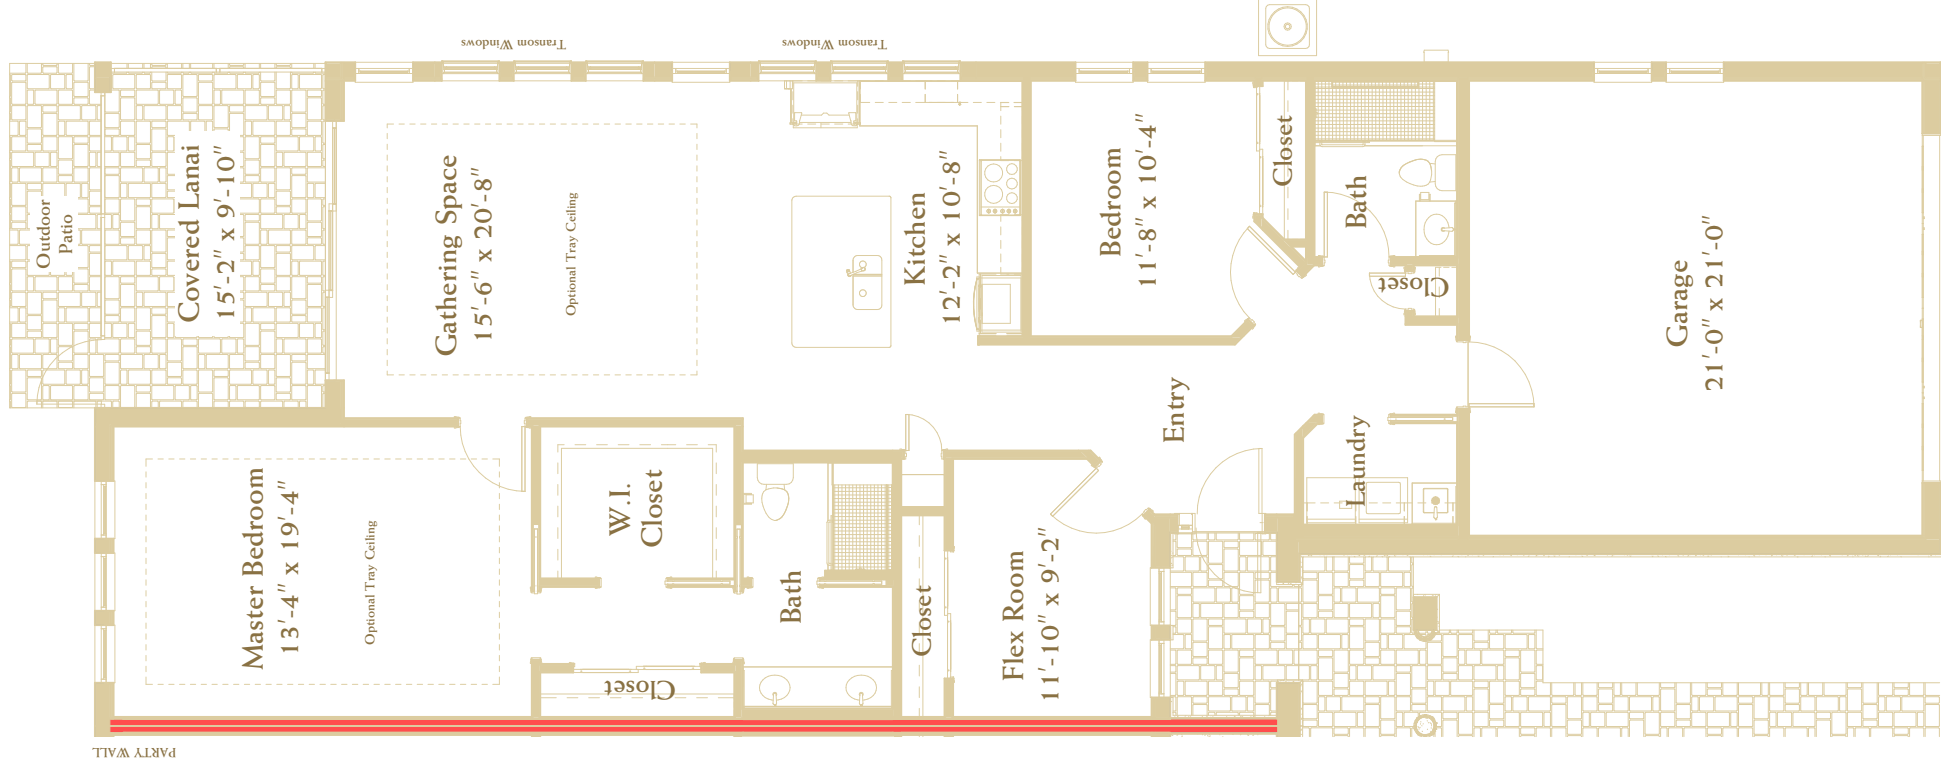 Transom Windows
Transom Windows
Outdoor
Patio
Covered Lanai
15'-2" x 9'-10"
Gathering Space
15'-6" x 20'-8"
Optional Tray Ceiling
Kitchen
12'-2" x 10'-8"
Bedroom
11'-8" x 10'-4"
Closet
Bath
Closet
Garage
21'-0" x 21'-0"
Entry
Laundry
Master Bedroom
13'-4" x 19'-4"
Optional Tray Ceiling
W.I.
Closet
Closet
Bath
Closet
Flex Room
11'-10" x 9'-2"
PARTY WALL